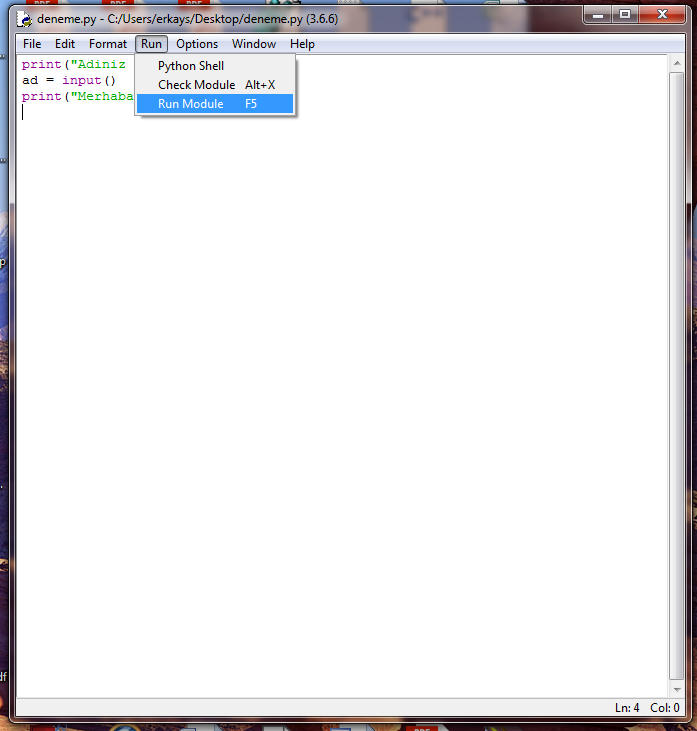 deneme.py - C:/Users/erkays/Desktop/deneme.py (3.6.6)
File Edit Format Run Options Window Help
print("Adiniz
ad = input()
print("Merhaba
Python Shell
Check Module Alt+X
Run Module F5
Ln: 4 Col: 0